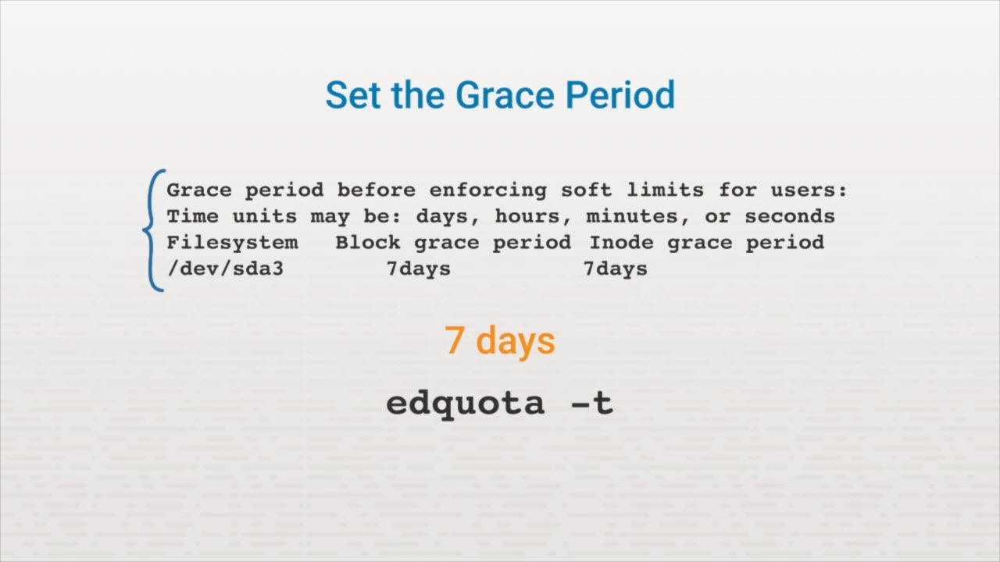 Set the Grace Period
Grace period before enforcing soft limits for users:
Time units may be: days, hours, minutes, or seconds
Filesystem   Block grace period Inode grace period
/dev/sda3        7days          7days
7 days
edquota -t